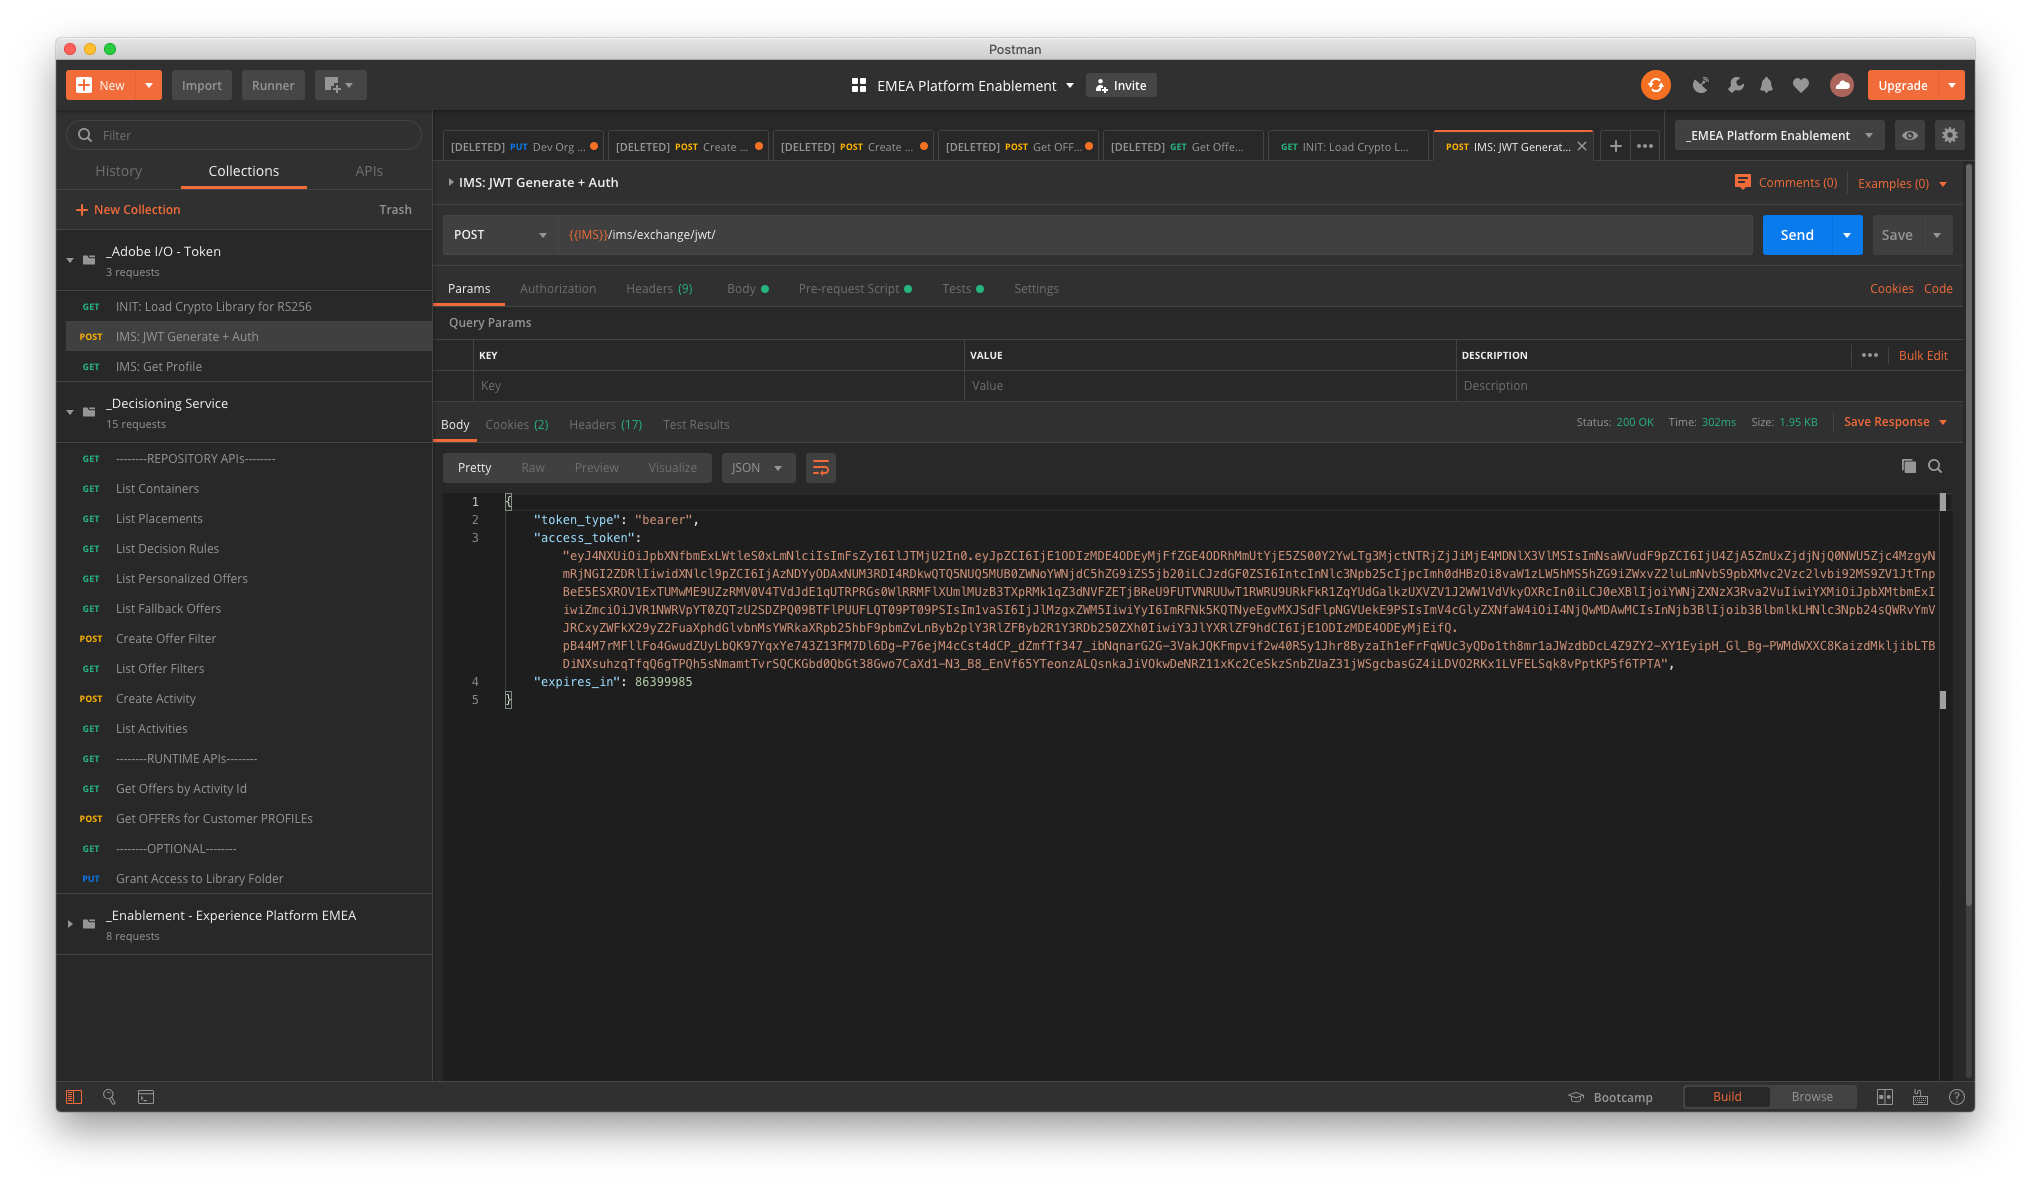 Postman
New
Import
Runner
EMEA Platform Enablement
Invite
Upgrade
Filter
History
Collections
APIs
New Collection
Trash
_Adobe I/O - Token
3 requests
GET INIT: Load Crypto Library for RS256
POST IMS: JWT Generate + Auth
GET IMS: Get Profile
_Decisioning Service
15 requests
GET --------REPOSITORY APIs--------
GET List Containers
GET List Placements
GET List Decision Rules
GET List Personalized Offers
GET List Fallback Offers
POST Create Offer Filter
GET List Offer Filters
POST Create Activity
GET List Activities
GET --------RUNTIME APIs--------
GET Get Offers by Activity Id
POST Get OFFERs for Customer PROFILEs
GET --------OPTIONAL--------
PUT Grant Access to Library Folder
_Enablement - Experience Platform EMEA
8 requests
[DELETED] PUT Dev Org ...
[DELETED] POST Create ...
[DELETED] POST Create ...
[DELETED] POST Get OFF...
[DELETED] GET Get Offe...
GET INIT: Load Crypto L...
POST IMS: JWT Generat...
_EMEA Platform Enablement
IMS: JWT Generate + Auth
Comments (0)
Examples (0)
POST
{{IMS}}/ims/exchange/jwt/
Send
Save
Params
Authorization
Headers (9)
Body
Pre-request Script
Tests
Settings
Cookies
Code
Query Params
KEY
VALUE
DESCRIPTION
Bulk Edit
Key
Value
Description
Body
Cookies (2)
Headers (17)
Test Results
Status: 200 OK
Time: 302ms
Size: 1.95 KB
Save Response
Pretty
Raw
Preview
Visualize
JSON
1 {
2 "token_type": "bearer",
3 "access_token":
4 "expires_in": 86399985
5 }
Bootcamp
Build
Browse